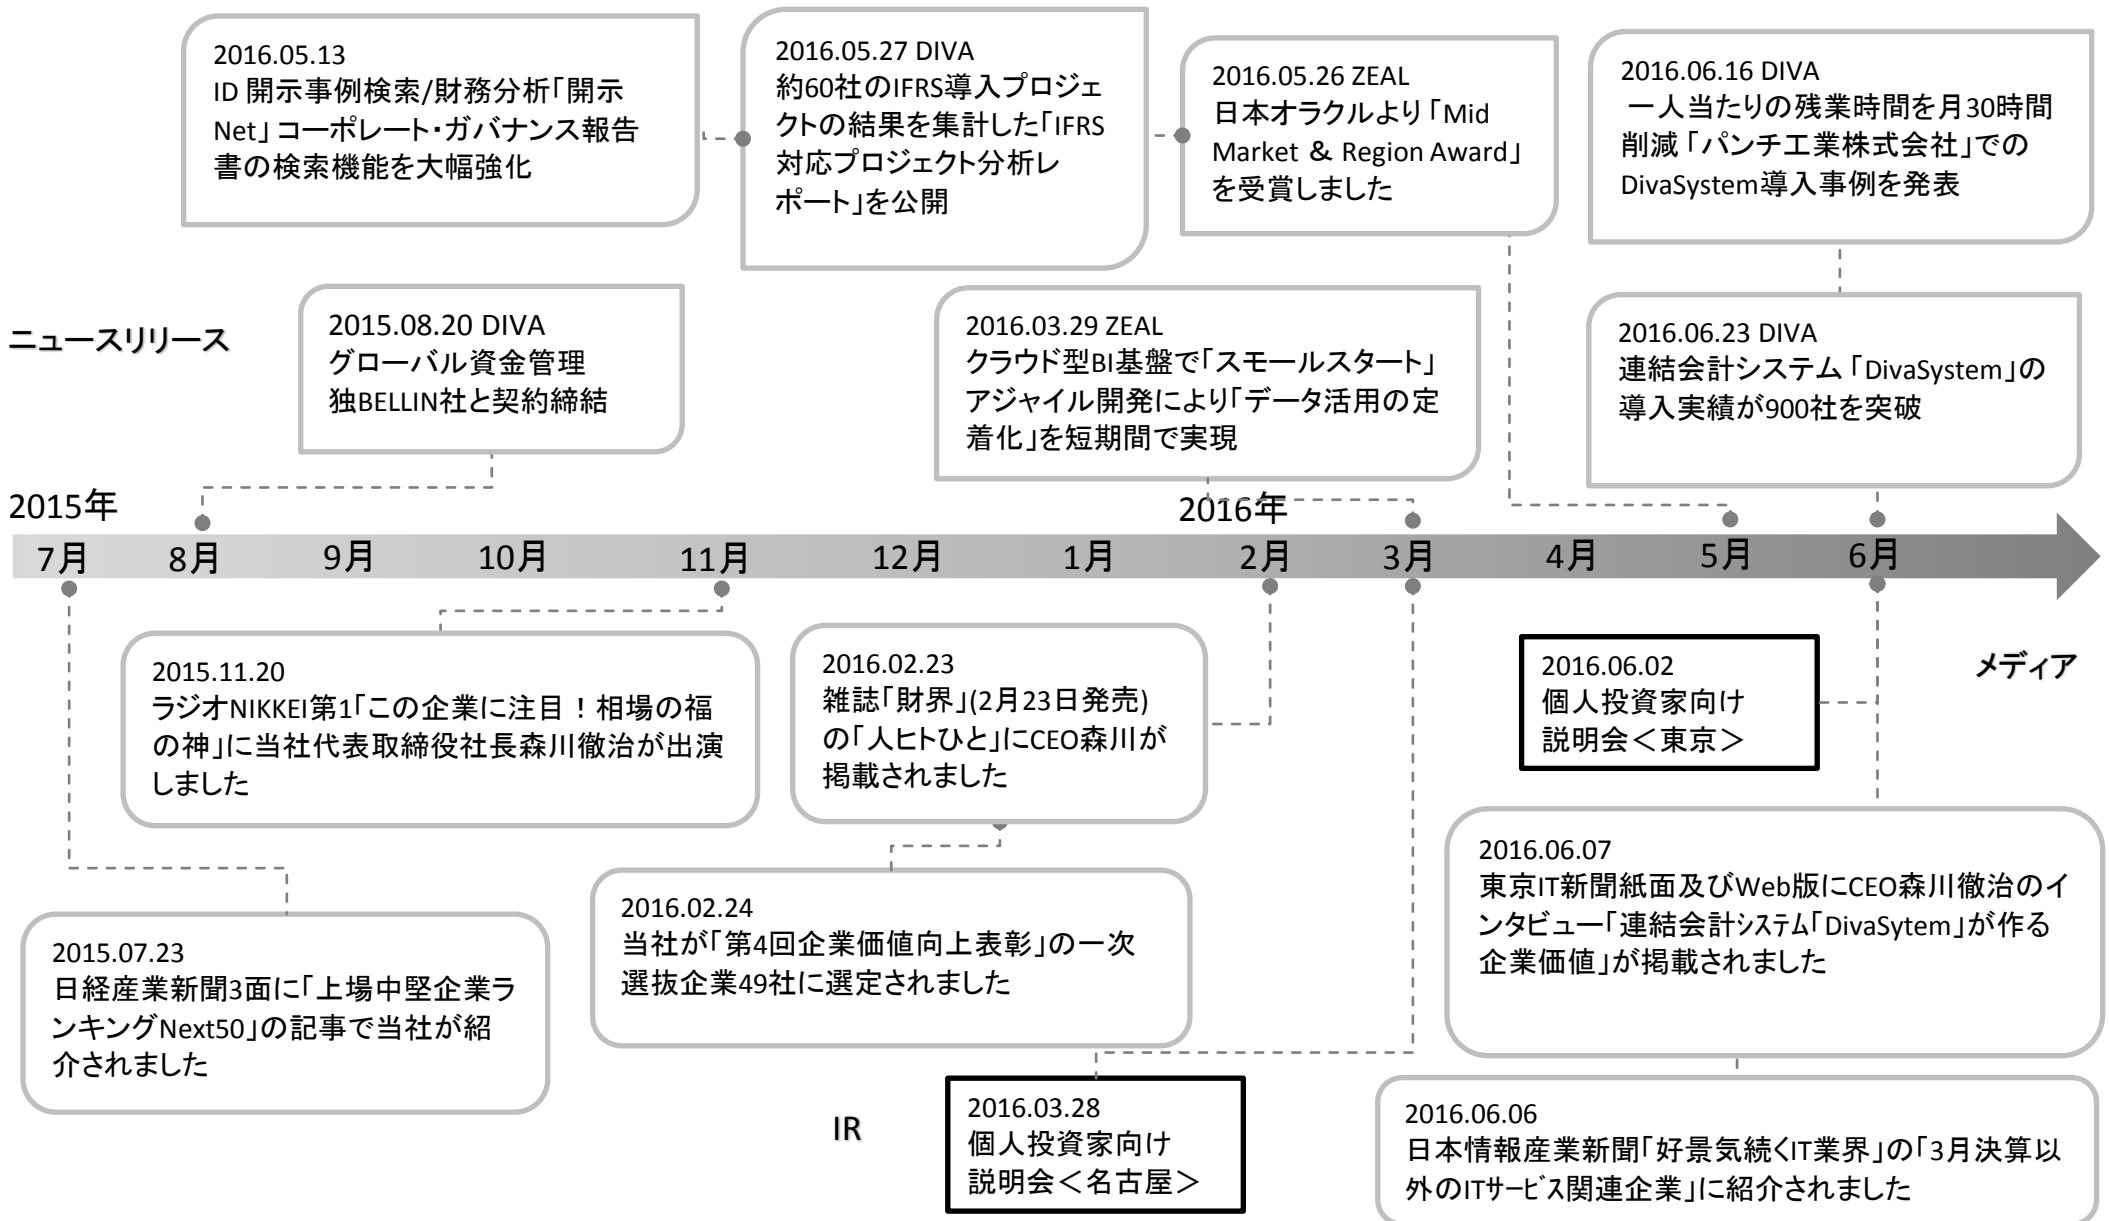 2016.05.13
ID 開示事例検索/財務分析「開示
Net」 コーポレート・ガバナンス報告
書の検索機能を大幅強化
2016.05.27 DIVA
約60社のIFRS導入プロジェ
クトの結果を集計した「IFRS
対応プロジェクト分析レ
ポート」を公開
2016.05.26 ZEAL
日本オラクルより 「Mid
Market ＆ Region Award」
を受賞しました
2016.06.16 DIVA
一人当たりの残業時間を月30時間
削減 「パンチ工業株式会社」での
DivaSystem導入事例を発表
ニュースリリース
2015.08.20 DIVA
グローバル資金管理
独BELLIN社と契約締結
2016.03.29 ZEAL
クラウド型BI基盤で「スモールスタート」
アジャイル開発により「データ活用の定
着化」を短期間で実現
2016.06.23 DIVA
連結会計システム 「DivaSystem」の
導入実績が900社を突破
2015年
2016年
7月 8月 9月 10月 11月 12月 1月 2月 3月 4月 5月 6月
2015.11.20
ラジオNIKKEI第1「この企業に注目！相場の福
の神」に当社代表取締役社長森川徹治が出演
しました
2016.02.23
雑誌「財界」(2月23日発売)
の「人ヒトひと」にCEO森川が
掲載されました
2016.06.02
個人投資家向け
説明会＜東京＞
メディア
2015.07.23
日経産業新聞3面に「上場中堅企業ラ
ンキングNext50」の記事で当社が紹
介されました
2016.02.24
当社が「第4回企業価値向上表彰」の一次
選抜企業49社に選定されました
2016.06.07
東京IT新聞紙面及びWeb版にCEO森川徹治のイ
ンタビュー「連結会計ｼｽﾃﾑ「DivaSytem」が作る
企業価値」が掲載されました
IR
2016.03.28
個人投資家向け
説明会＜名古屋＞
2016.06.06
日本情報産業新聞「好景気続くIT業界」の「3月決算以
外のITｻｰﾋﾞｽ関連企業」に紹介されました